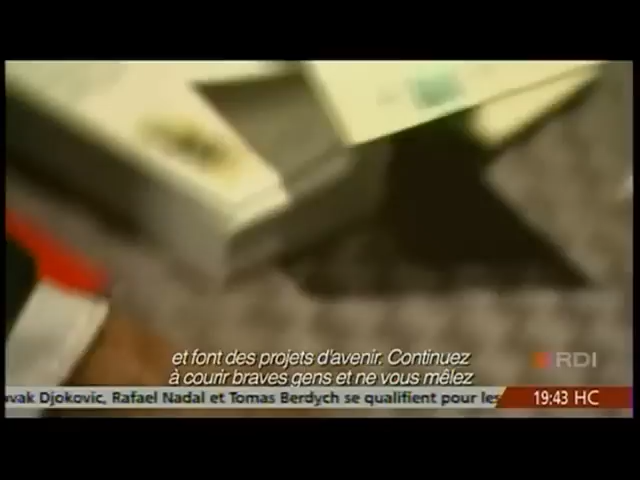 et font des projets d'avenir. Continuez
à courir braves gens et ne vous mêlez
RDI
ovak Djokovic, Rafael Nadal et Tomas Berdych se qualifient pour les
19:43 HC